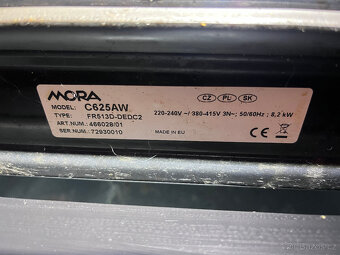 MORA
CZ PL SK
MODEL: C625AW
TYPE: FR513D-DEDC2
220-240V ~/ 380-415V 3N~; 50/60Hz ; 8,2 kW
ART.NUM.: 466028/01
SER.NUM.: 72930010
MADE IN EU
CE